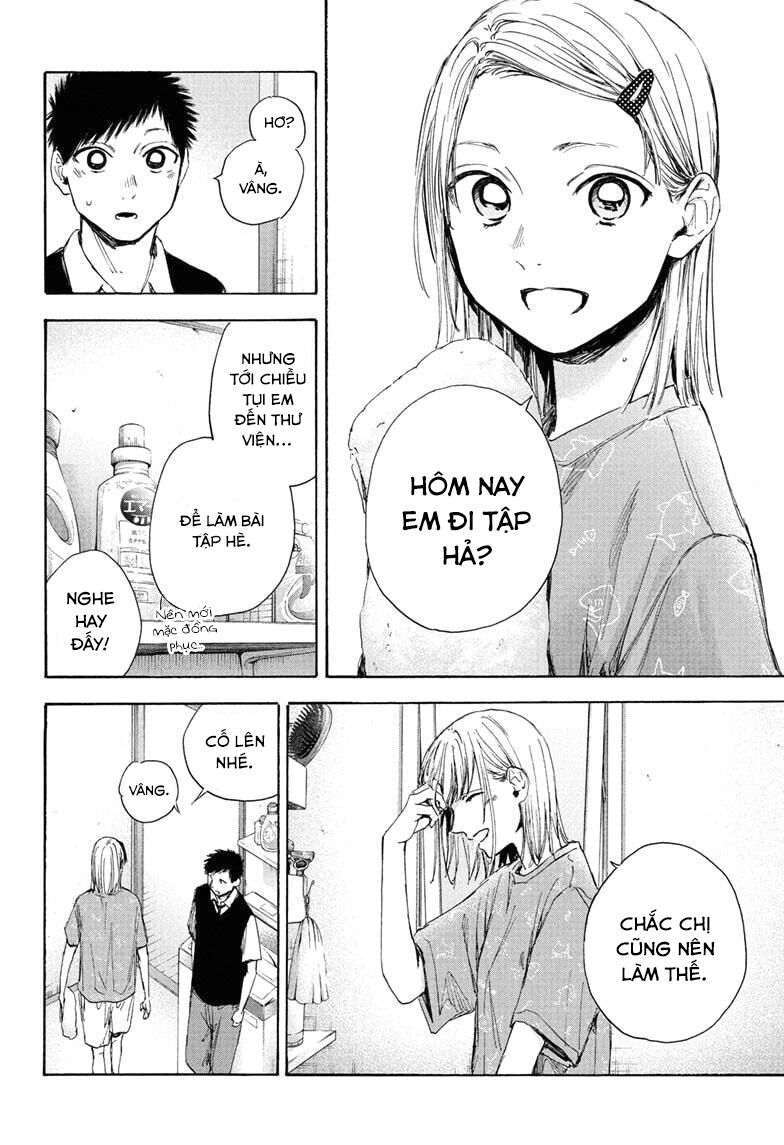 HÔM NAY
EM ĐI TẬP
HẢ?
HƠ?
À,
VÂNG.
NHƯNG
TỚI CHIỀU
TỤI EM
ĐẾN THƯ
VIỆN...
ĐỂ LÀM BÀI
TẬP HÈ.
Nên mới
mặc đồng
phục..
NGHE
HAY
ĐẤY!
CHẮC CHỊ
CŨNG NÊN
LÀM THẾ.
CỐ LÊN
NHÉ.
VÂNG.